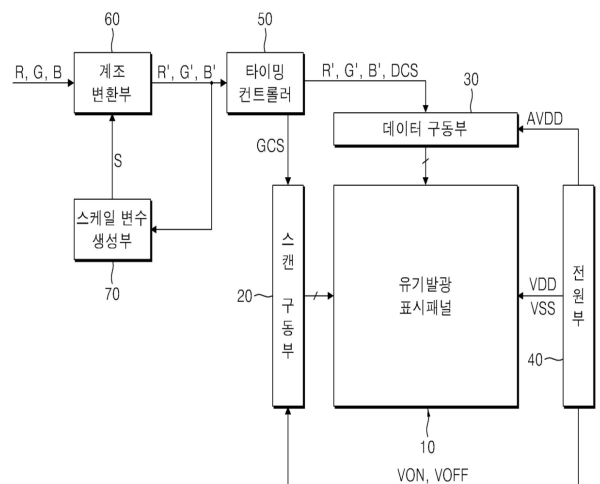 60
50
R, G, B
계조
변환부
R', G', B'
타이밍
컨트롤러
R', G', B', DCS
30
데이터 구동부
AVDD
GCS
S
스케일 변수
생성부
70
스캔 구동부
20
유기발광
표시패널
VDD
VSS
전원부
40
10
VON, VOFF